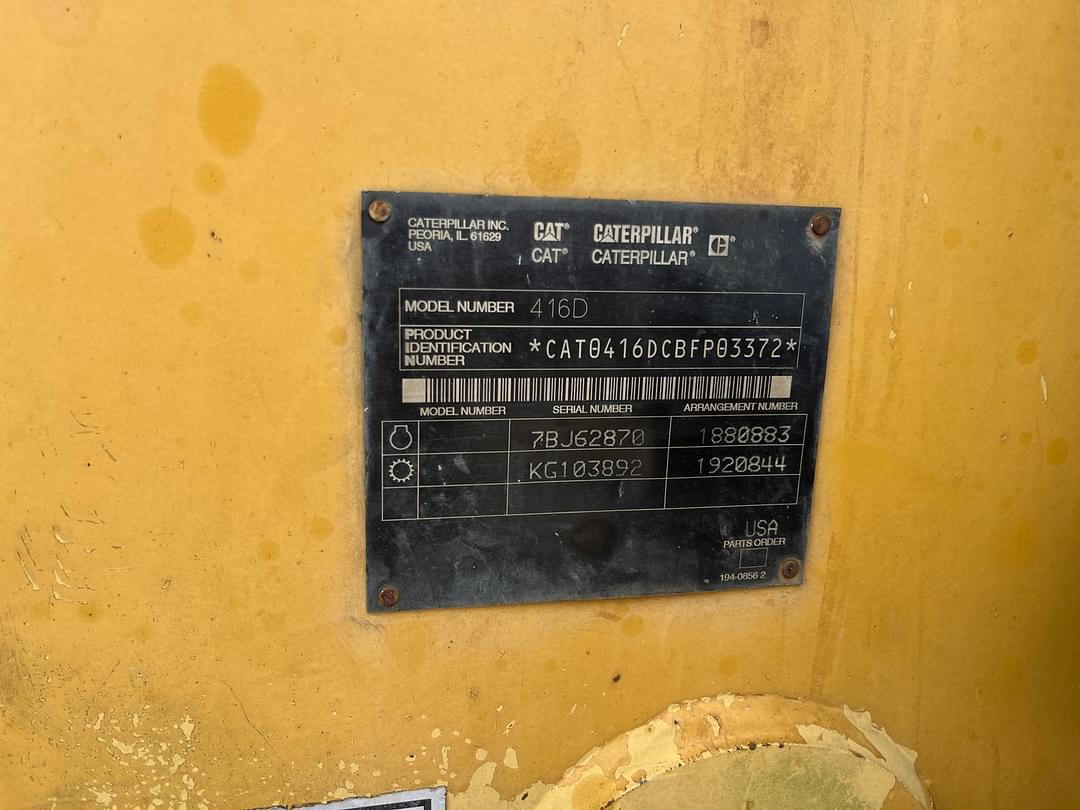 CATERPILLAR INC.
PEORIA, IL. 61629
USA
CAT® CATERPILLAR® ®
CAT® CATERPILLAR®
MODEL NUMBER 416D
PRODUCT
IDENTIFICATION
NUMBER *CAT0416DCBFP03372*
MODEL NUMBER SERIAL NUMBER ARRANGEMENT NUMBER
7BJ62870 1880883
KG103892 1920844
USA
PARTS ORDER
194-0856 2